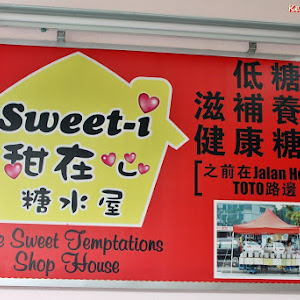 Sweet-i
甜在心
糖水屋
Sweet Temptations
Shop House
低糖
滋補養
健康糖
[之前在Jalan
TOTO路邊